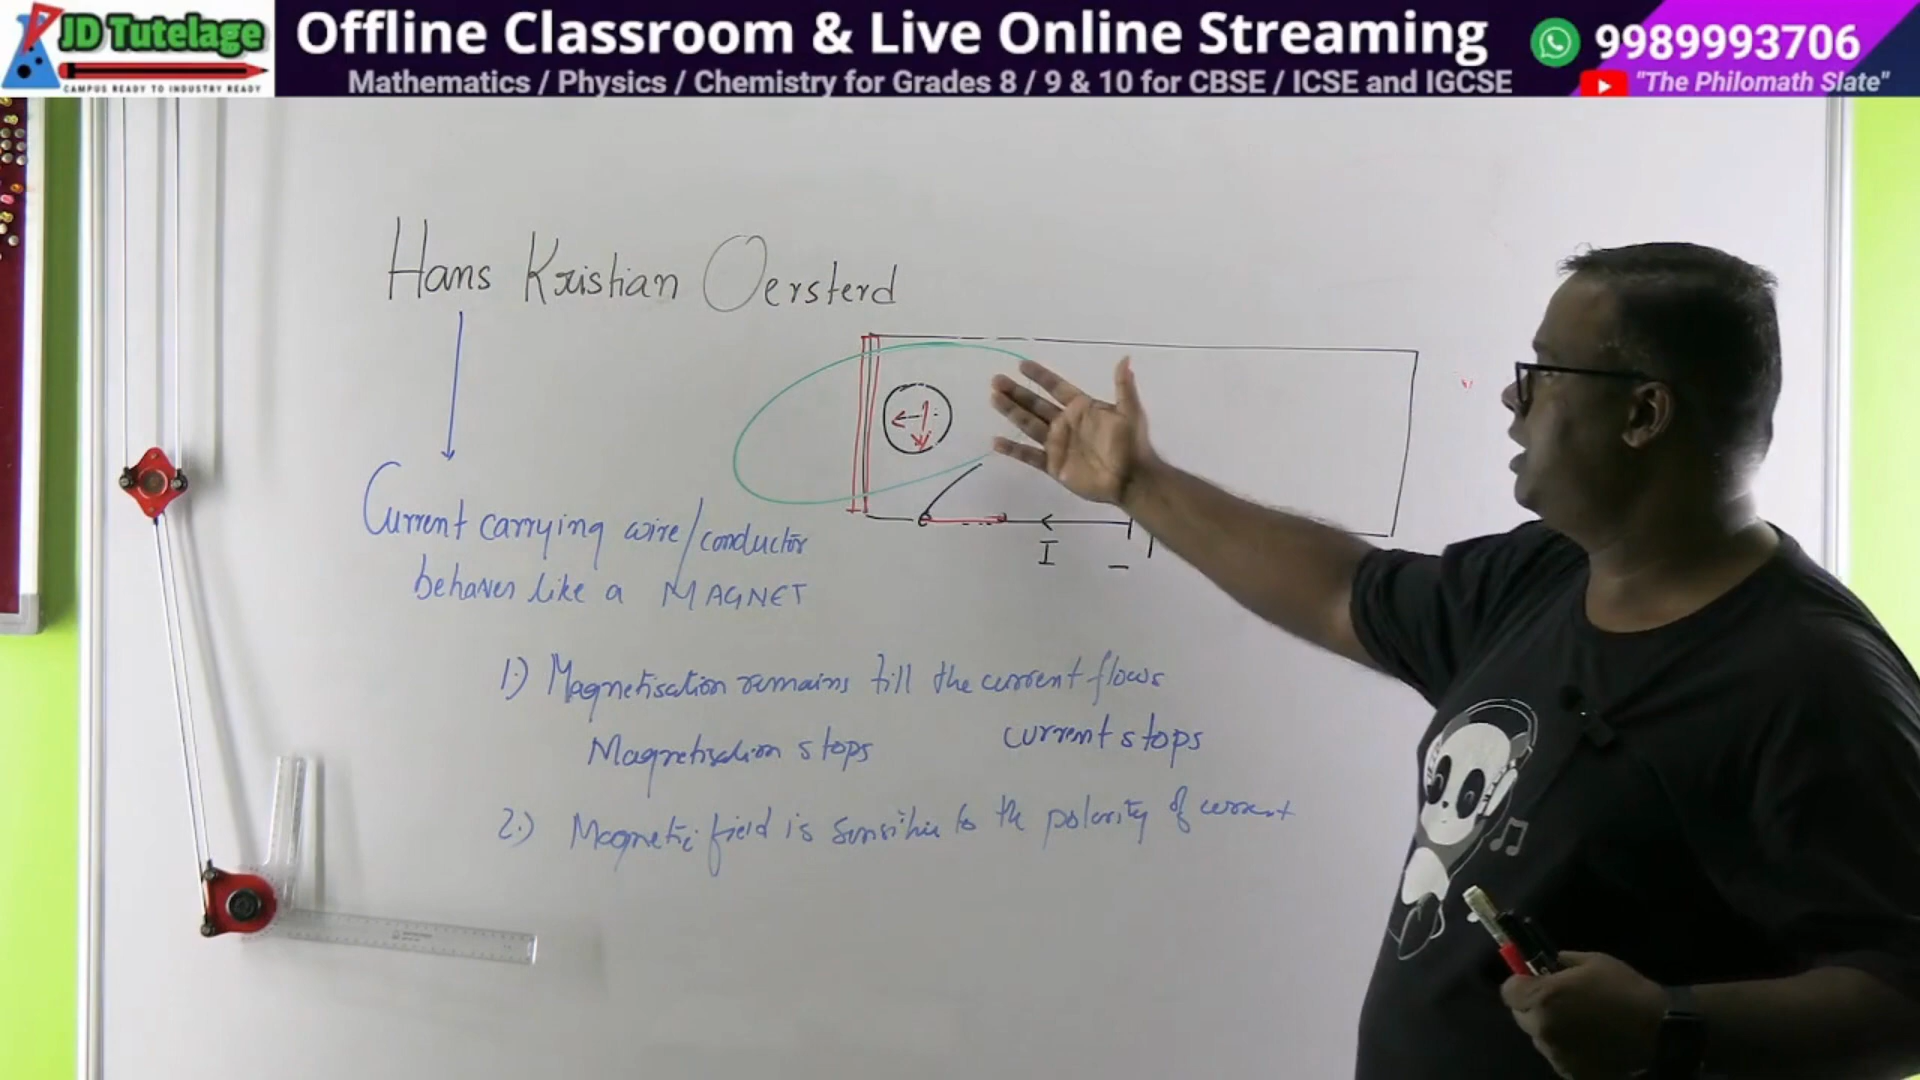 JD Tutelage
CAMPUS READY TO INDUSTRY READY
Offline Classroom & Live Online Streaming
Mathematics / Physics / Chemistry for Grades 8 / 9 & 10 for CBSE / ICSE and IGCSE
9989993706
"The Philomath Slate"
Hans Kristian Oersterd
Current carrying wire/conductor
behaves like a MAGNET
I
1.) Magnetisation remains till the current flows
Magnetisation stops current stops
2.) Magnetic field is sensitive to the polarity of current